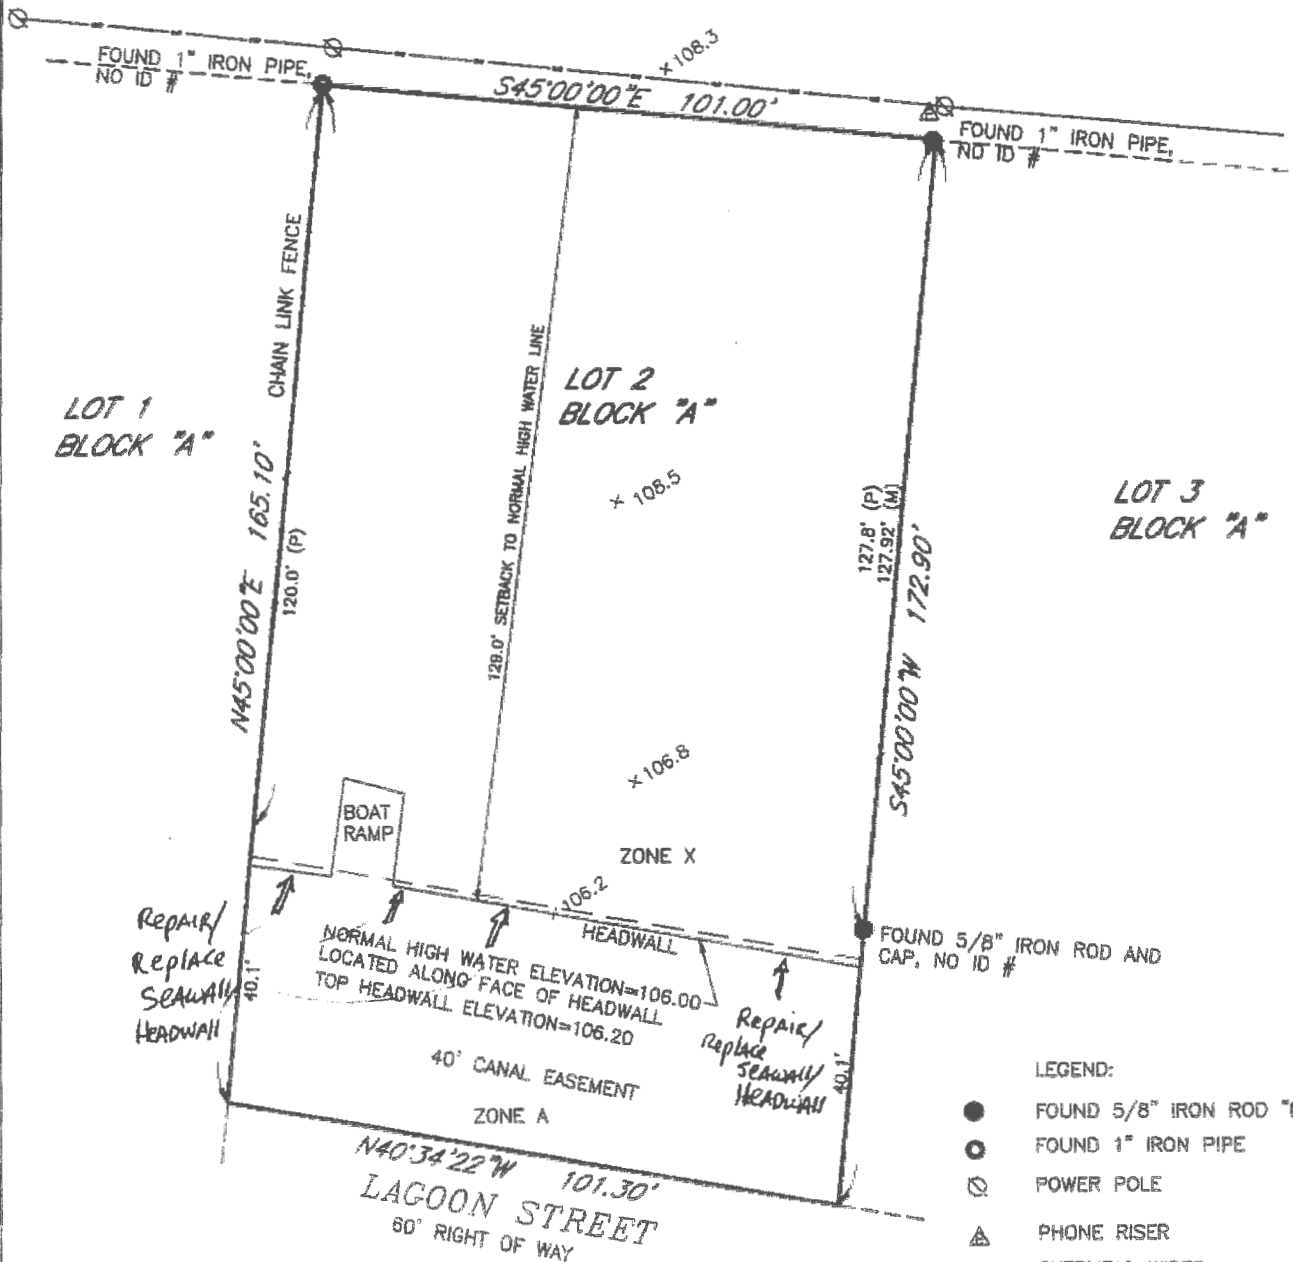 × 108.3
FOUND 1" IRON PIPE,
NO ID #
S45°00'00"E 101.00'
FOUND 1" IRON PIPE,
NO ID #
CHAIN LINK FENCE
129.0' SETBACK TO NORMAL HIGH WATER LINE
LOT 2
BLOCK "A"
LOT 1
BLOCK "A"
N45°00'00"E 165.10'
120.0' (P)
× 108.5
127.8' (P)
127.92' (M)
S45°00'00"W 172.90'
LOT 3
BLOCK "A"
× 106.8
BOAT
RAMP
ZONE X
106.2
HEADWALL
Repair/
Replace
Seawall/
Headwall
40.1'
NORMAL HIGH WATER ELEVATION=106.00
LOCATED ALONG FACE OF HEADWALL
TOP HEADWALL ELEVATION=106.20
FOUND 5/8" IRON ROD AND
CAP, NO ID #
Repair/
Replace
Seawall/
Headwall
40.1'
40' CANAL EASEMENT
ZONE A
N40°34'22"W 101.30'
LAGOON STREET
60' RIGHT OF WAY
LEGEND:
FOUND 5/8" IRON ROD
FOUND 1" IRON PIPE
POWER POLE
PHONE RISER